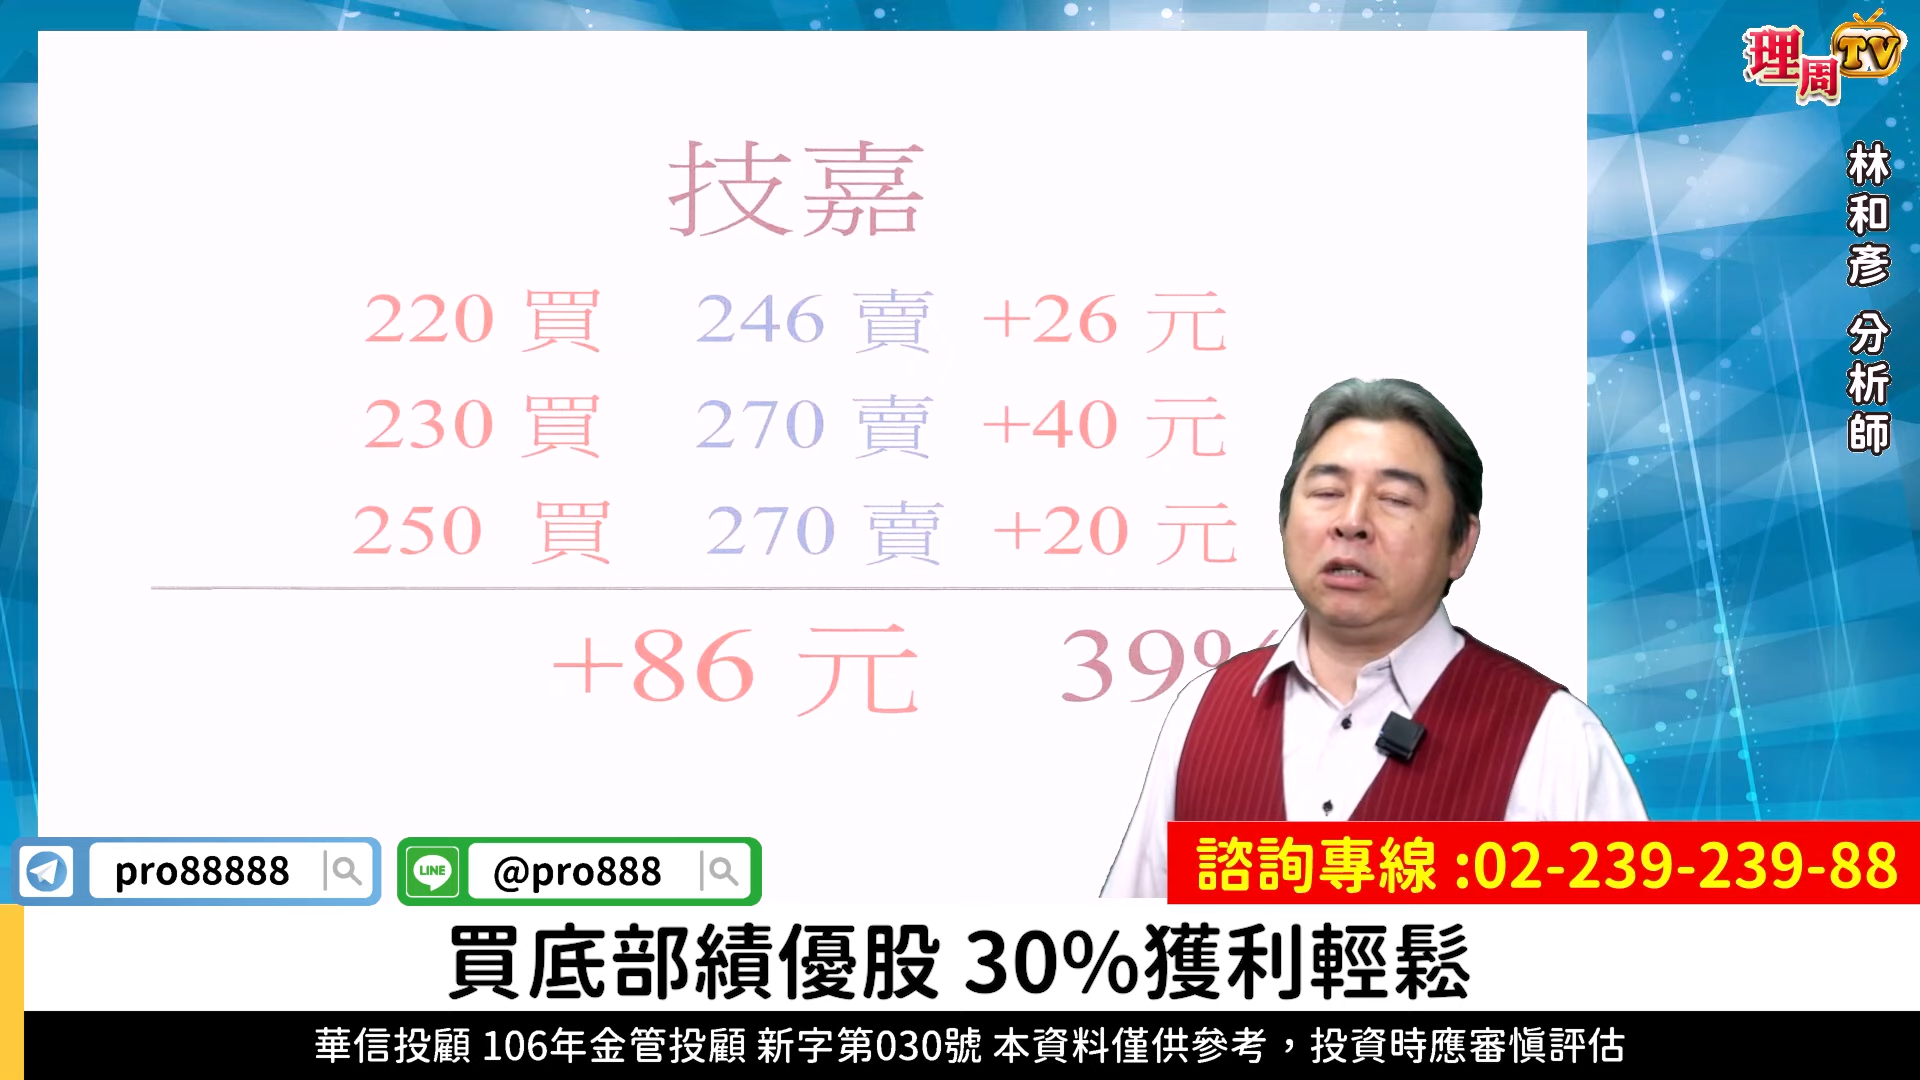 理周TV
林和彥 分析師
技嘉
220 買 246 賣 +26 元
230 買 270 賣 +40 元
250 買 270 賣 +20 元
+86 元 39%
pro88888
LINE
@pro888
諮詢專線 :02-239-239-88
買底部績優股 30%獲利輕鬆
華信投顧 106年金管投顧 新字第030號 本資料僅供參考，投資時應審慎評估